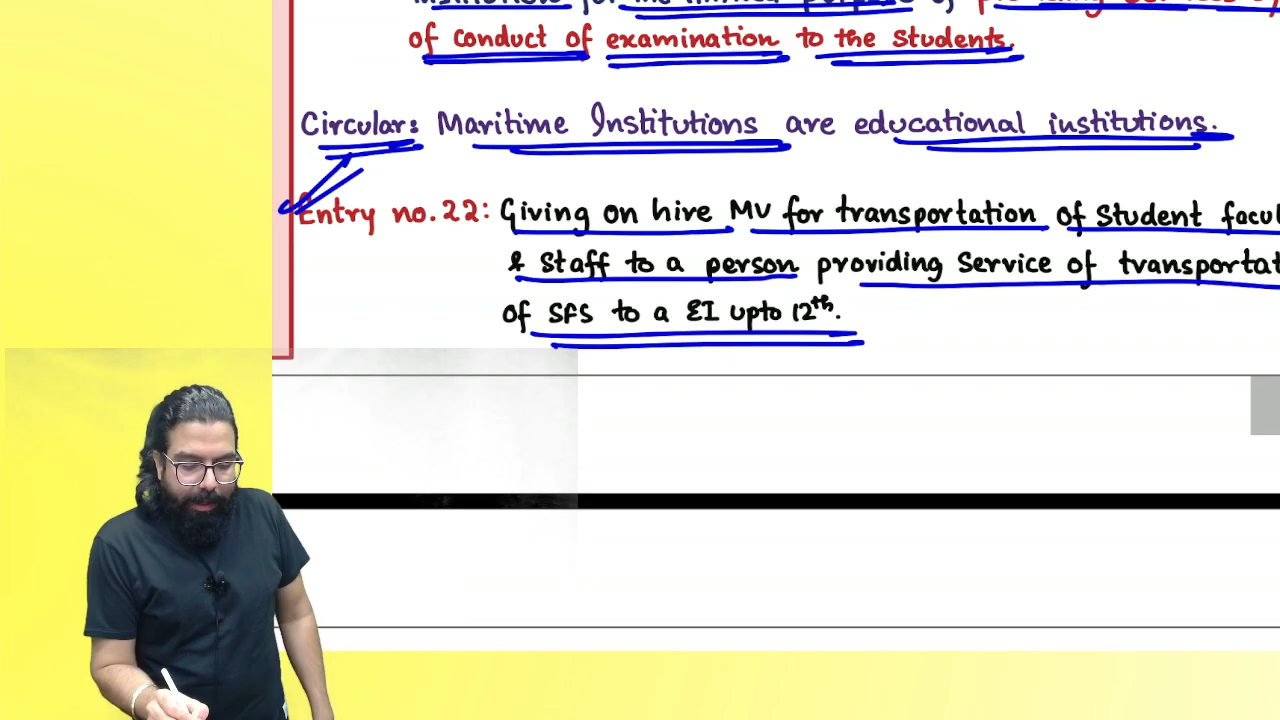 of conduct of examination to the students.
Circular: Maritime Institutions are educational institutions.
Entry no.22: Giving on hire MV for transportation of student
& staff to a person providing service of
of SFS to a EI upto 12th.